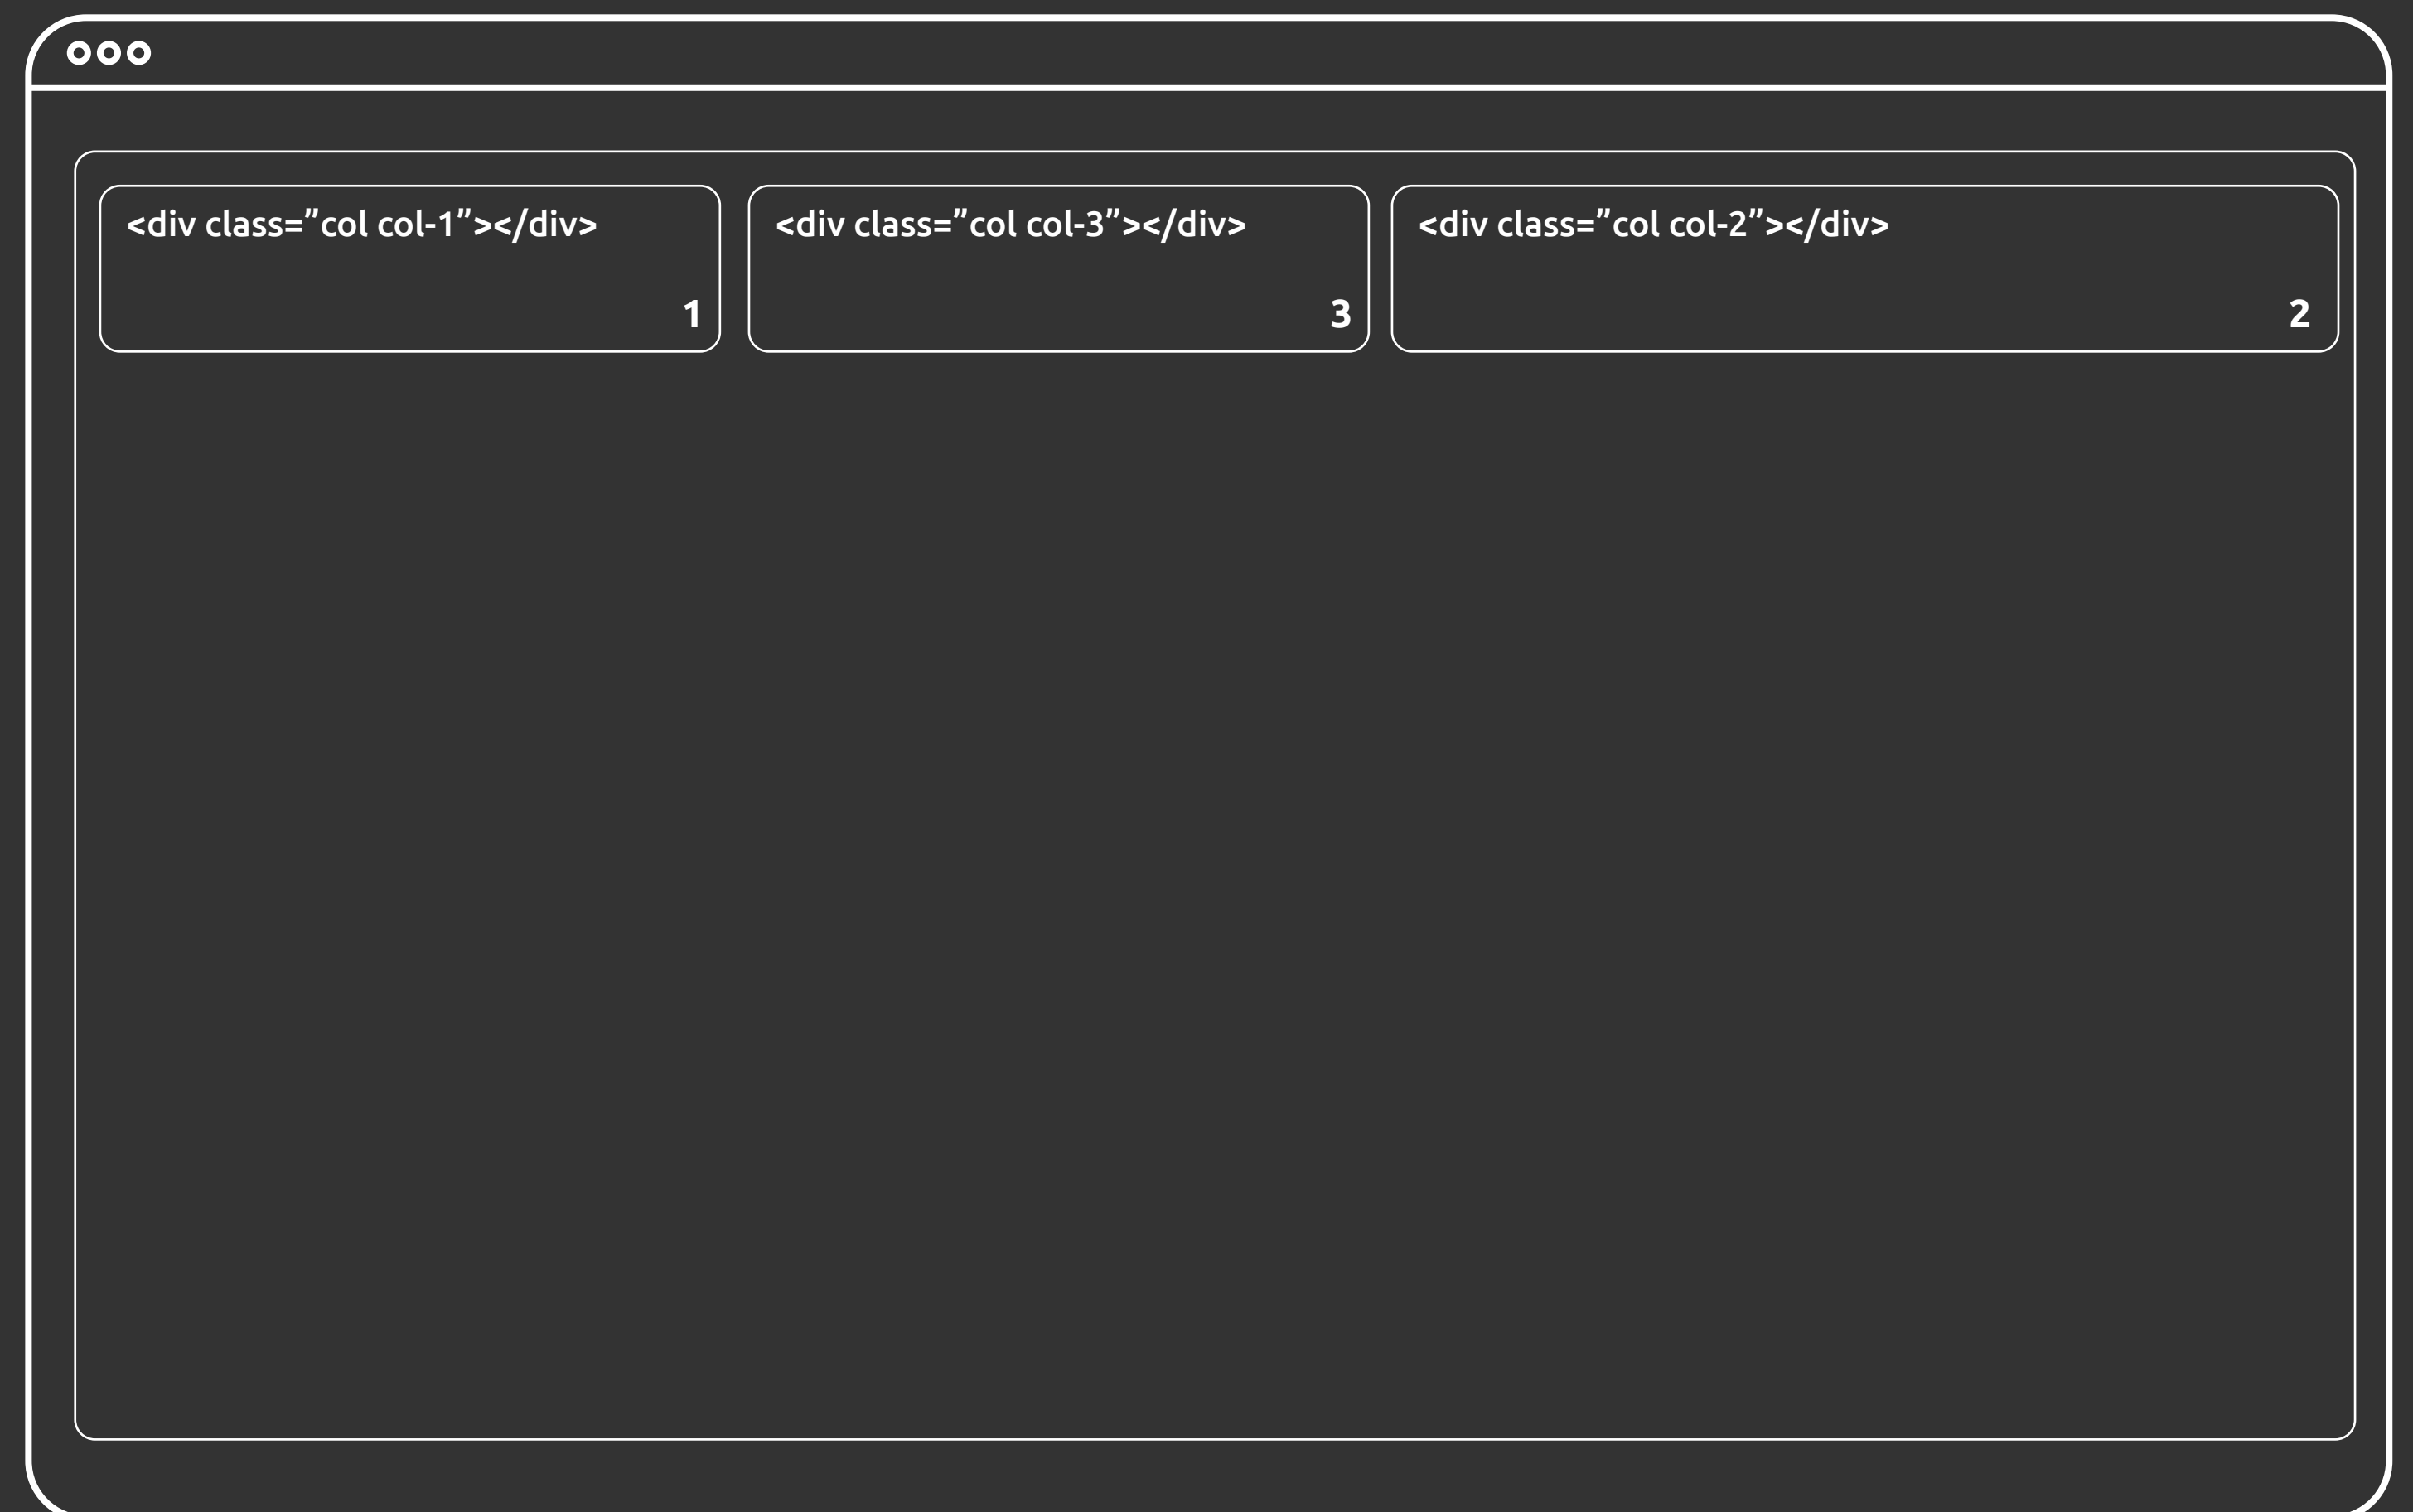 <div class=”col col-1”></div>
1
<div class=”col col-3”></div>
3
<div class=”col col-2”></div>
2